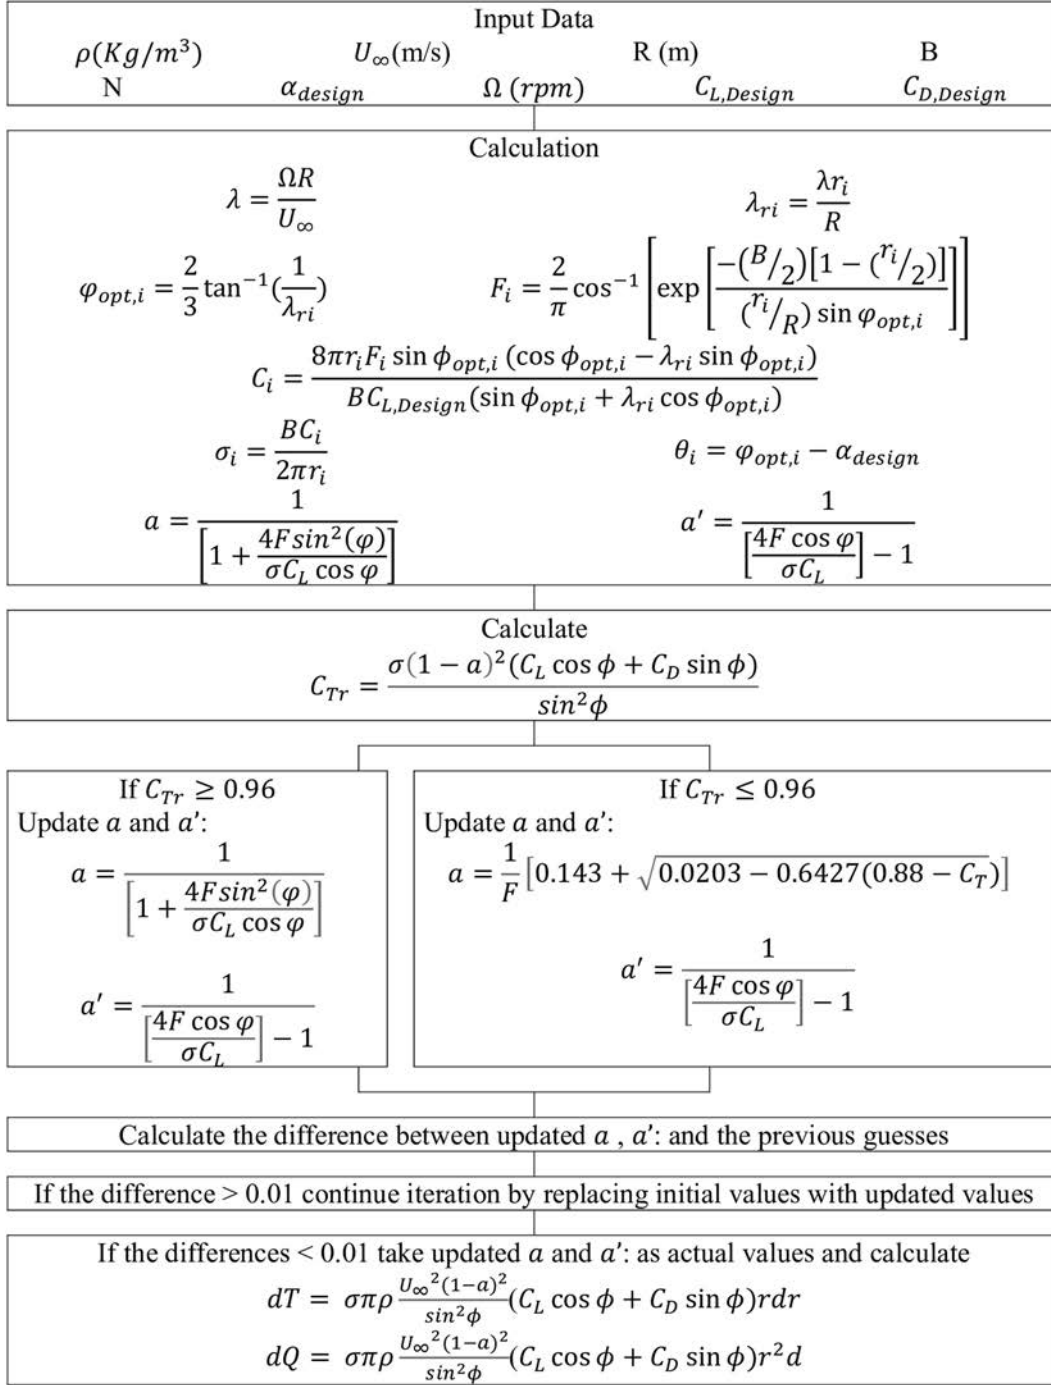 Input Data
ρ(Kg/m³) U∞(m/s) R (m) B
N α_design Ω (rpm) C_L,Design C_D,Design
Calculation
λ = ΩR / U∞ λ_ri = λr_i / R
φ_opt,i = 2/3 tan⁻¹(1/λ_ri) F_i = 2/π cos⁻¹[exp[−(B/2)[1 − (r_i/2)] / (r_i/R) sin φ_opt,i]]
C_i = 8πr_iF_i sin ϕ_opt,i (cos ϕ_opt,i − λ_ri sin ϕ_opt,i) / BC_L,Design(sin ϕ_opt,i + λ_ri cos ϕ_opt,i)
σ_i = BC_i / 2πr_i θ_i = φ_opt,i − α_design
a = 1 / [1 + 4Fsin²(φ) / σC_L cos φ] a′ = 1 / [4F cos φ / σC_L] − 1
Calculate
C_Tr = σ(1 − a)²(C_L cos ϕ + C_D sin ϕ) / sin²ϕ
If C_Tr ≥ 0.96
Update a and a’:
a = 1 / [1 + 4Fsin²(φ) / σC_L cos φ]
a′ = 1 / [4F cos φ / σC_L] − 1
If C_Tr ≤ 0.96
Update a and a’:
a = 1/F [0.143 + √0.0203 − 0.6427(0.88 − C_T)]
a′ = 1 / [4F cos φ / σC_L] − 1
Calculate the difference between updated a , a’: and the previous guesses
If the difference > 0.01 continue iteration by replacing initial values with updated values
If the differences < 0.01 take updated a and a’: as actual values and calculate
dT = σπρ U∞²(1−a)² / sin²ϕ (C_L cos ϕ + C_D sin ϕ)rdr
dQ = σπρ U∞²(1−a)² / sin²ϕ (C_L cos ϕ + C_D sin ϕ)r²d